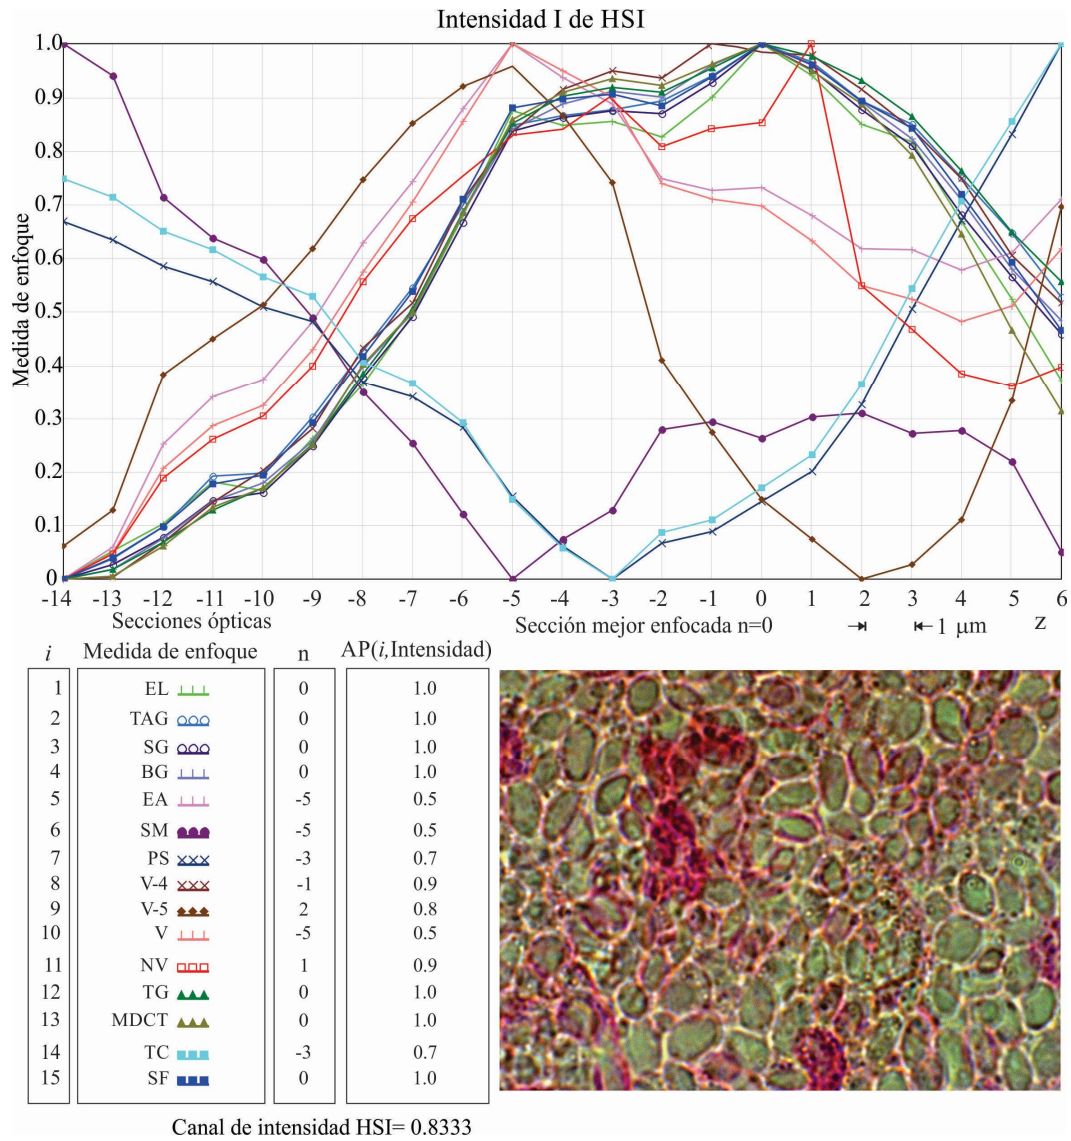 Intensidad I de HSI
Medida de enfoque
1.0
0.9
0.8
0.7
0.6
0.5
0.4
0.3
0.2
0.1
0
-14 -13 -12 -11 -10 -9 -8 -7 -6 -5 -4 -3 -2 -1 0 1 2 3 4 5 6
Secciones ópticas Sección mejor enfocada n=0 1 μm z
i Medida de enfoque n AP(i,Intensidad)
1 EL 0 1.0
2 TAG 0 1.0
3 SG 0 1.0
4 BG 0 1.0
5 EA -5 0.5
6 SM -5 0.5
7 PS -3 0.7
8 V-4 -1 0.9
9 V-5 2 0.8
10 V -5 0.5
11 NV 1 0.9
12 TG 0 1.0
13 MDCT 0 1.0
14 TC -3 0.7
15 SF 0 1.0
Canal de intensidad HSI= 0.8333